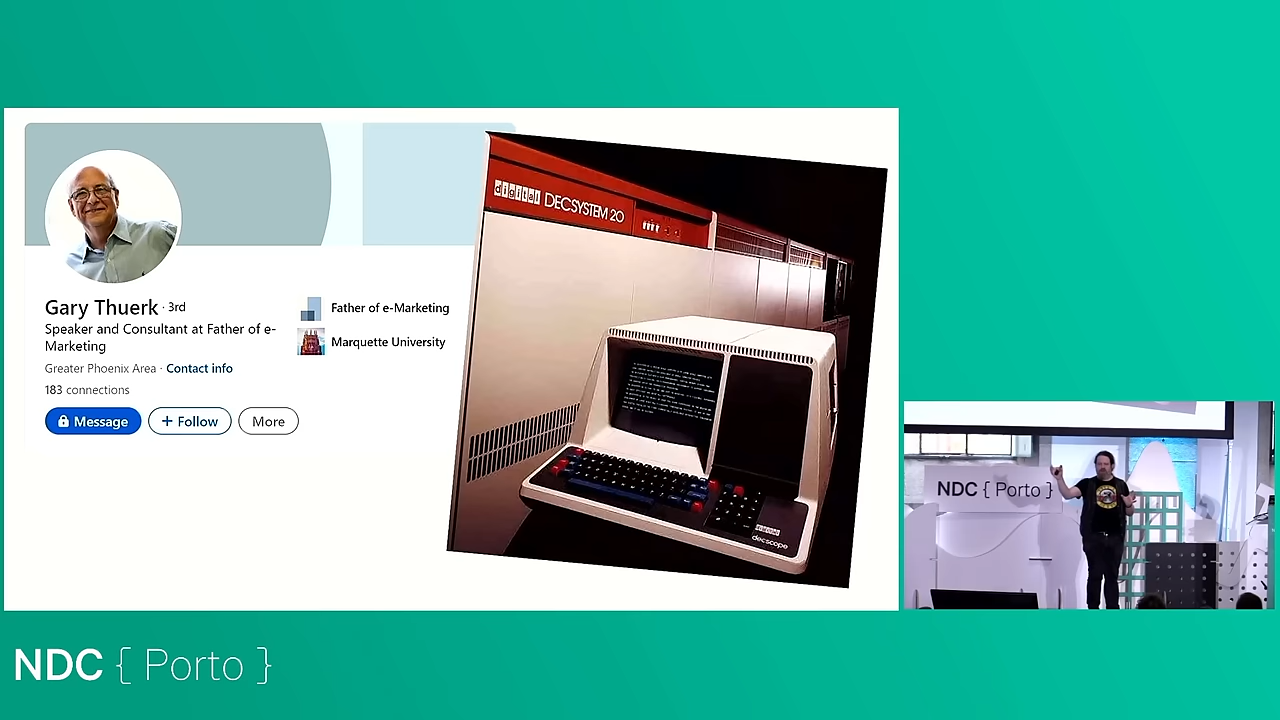 Gary Thuerk · 3rd
Speaker and Consultant at Father of e-
Marketing
Greater Phoenix Area · Contact info
183 connections
Message
+ Follow
More
Father of e-Marketing
Marquette University
digital DECSYSTEM 20
digital
decscope
NDC { Porto }
NDC { Porto }